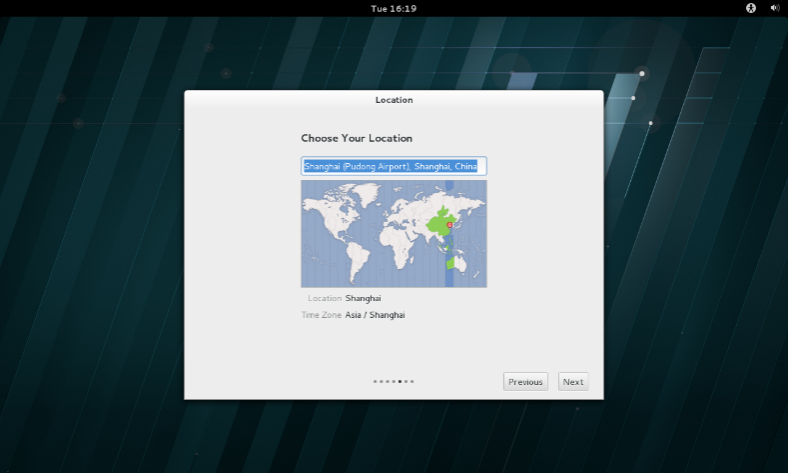 Tue 16:19
Location
Choose Your Location
Shanghai (Pudong Airport), Shanghai, China
Location Shanghai
Time Zone Asia / Shanghai
Previous Next